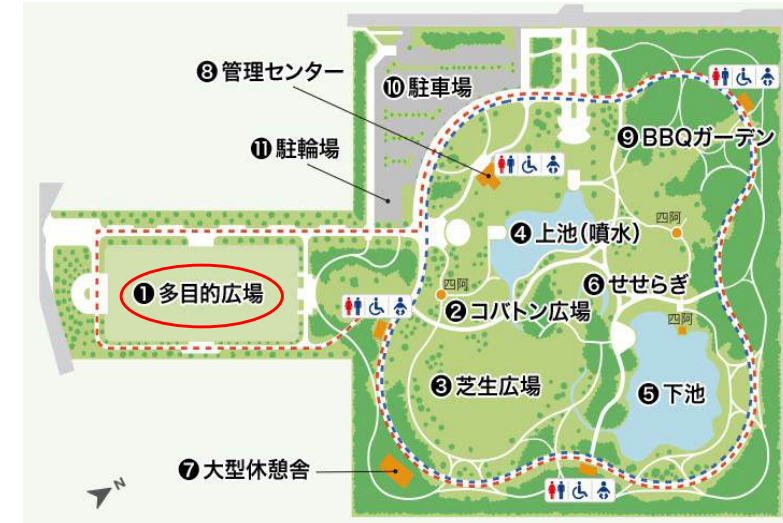 ❽管理センター
❿駐車場
⓫駐輪場
❾BBQガーデン
四阿
❹上池(噴水)
❶多目的広場
四阿
❻せせらぎ
❷コバトン広場
四阿
❸芝生広場
❺下池
❼大型休憩舎
N